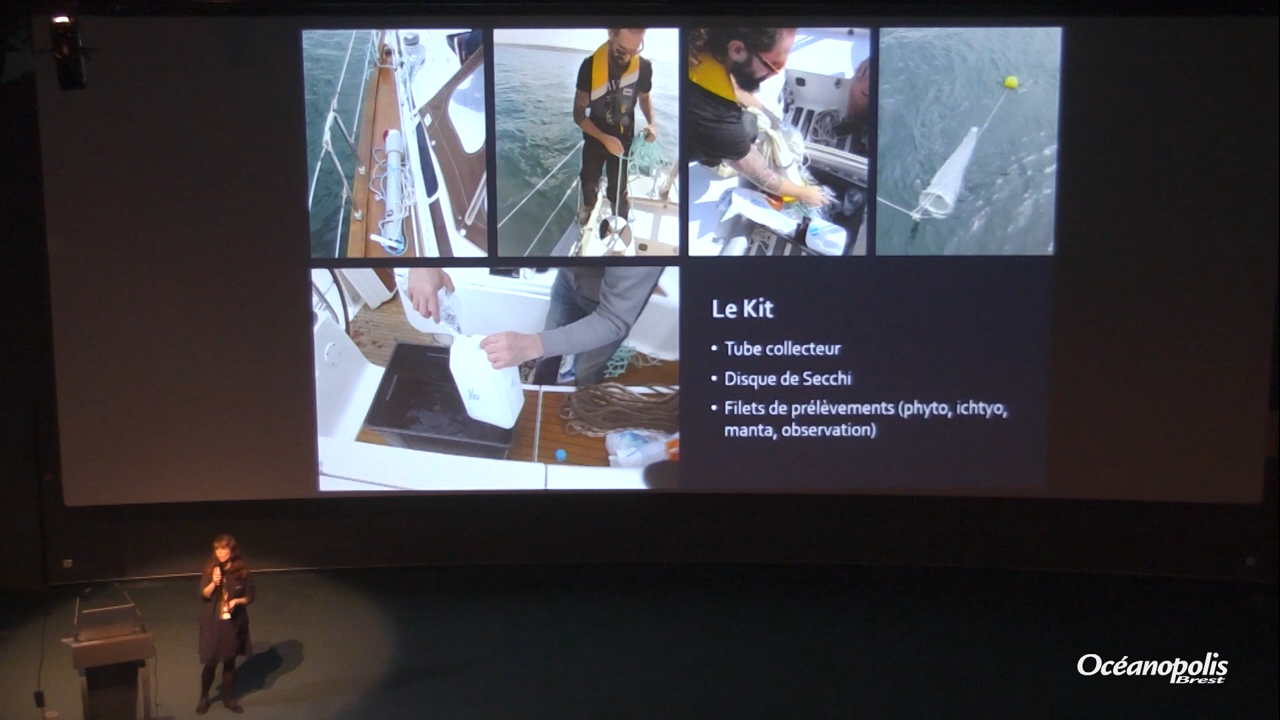 Le Kit
• Tube collecteur
• Disque de Secchi
• Filets de prélèvements (phyto, ichtyo,
manta, observation)
Océanopolis
Brest